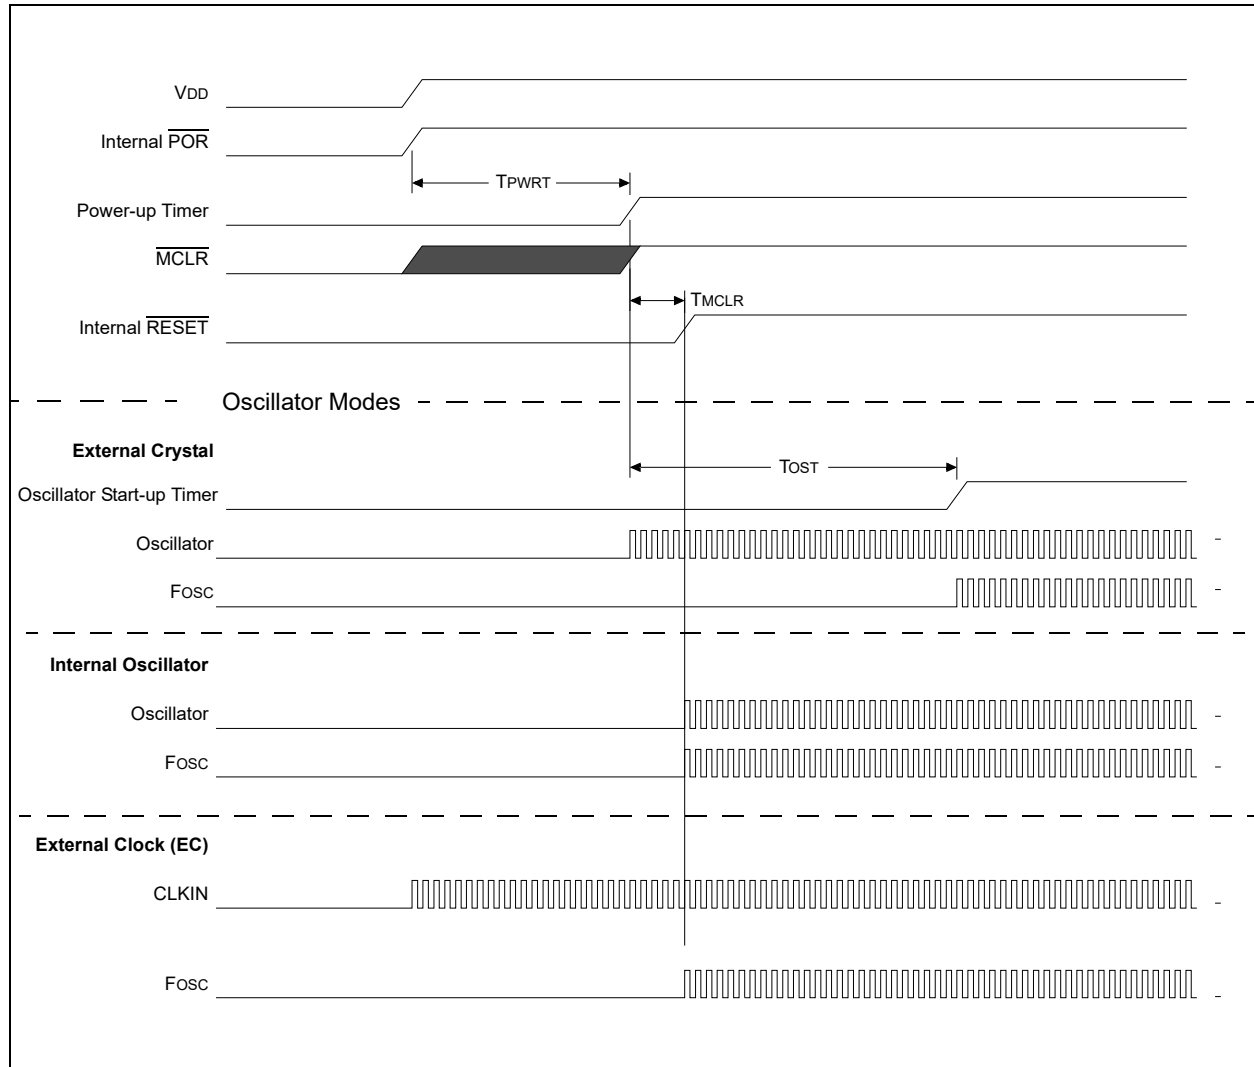 VDD
Internal POR
TPWRT
Power-up Timer
MCLR
TMCLR
Internal RESET
Oscillator Modes
External Crystal
TOST
Oscillator Start-up Timer
Oscillator
FOSC
Internal Oscillator
Oscillator
FOSC
External Clock (EC)
CLKIN
FOSC